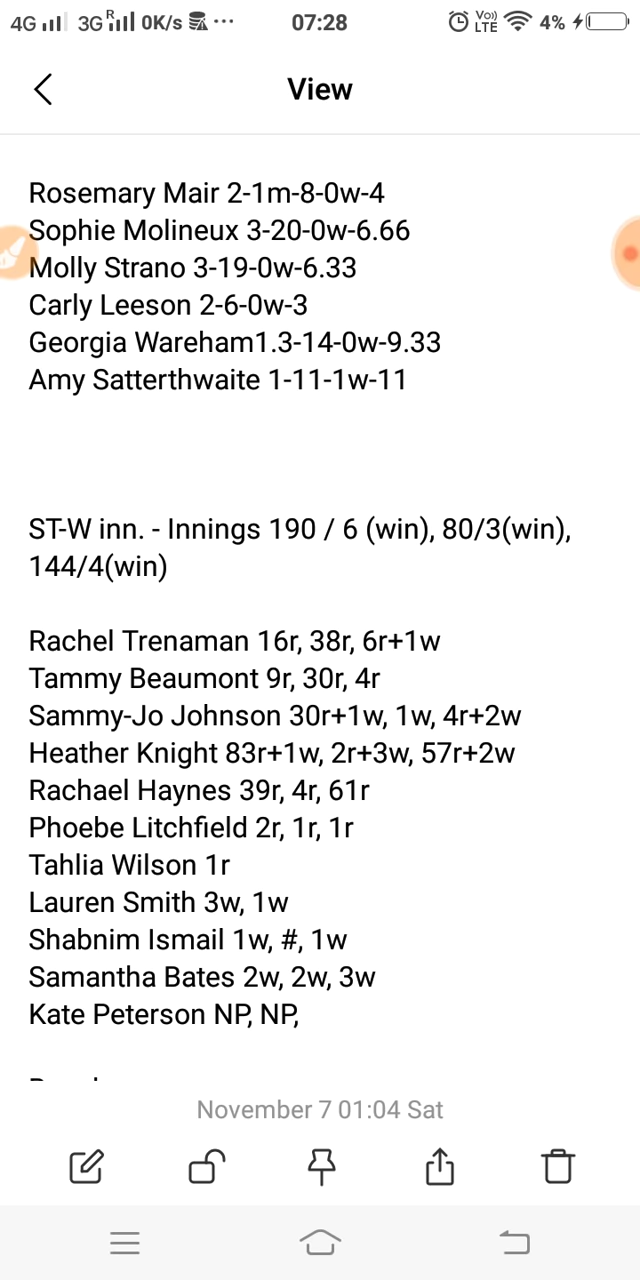 4G 3G R 0K/s ... 07:28 Vo) LTE 4%
View
Rosemary Mair 2-1m-8-0w-4
Sophie Molineux 3-20-0w-6.66
Molly Strano 3-19-0w-6.33
Carly Leeson 2-6-0w-3
Georgia Wareham1.3-14-0w-9.33
Amy Satterthwaite 1-11-1w-11
ST-W inn. - Innings 190 / 6 (win), 80/3(win),
144/4(win)
Rachel Trenaman 16r, 38r, 6r+1w
Tammy Beaumont 9r, 30r, 4r
Sammy-Jo Johnson 30r+1w, 1w, 4r+2w
Heather Knight 83r+1w, 2r+3w, 57r+2w
Rachael Haynes 39r, 4r, 61r
Phoebe Litchfield 2r, 1r, 1r
Tahlia Wilson 1r
Lauren Smith 3w, 1w
Shabnim Ismail 1w, #, 1w
Samantha Bates 2w, 2w, 3w
Kate Peterson NP, NP,
November 7 01:04 Sat